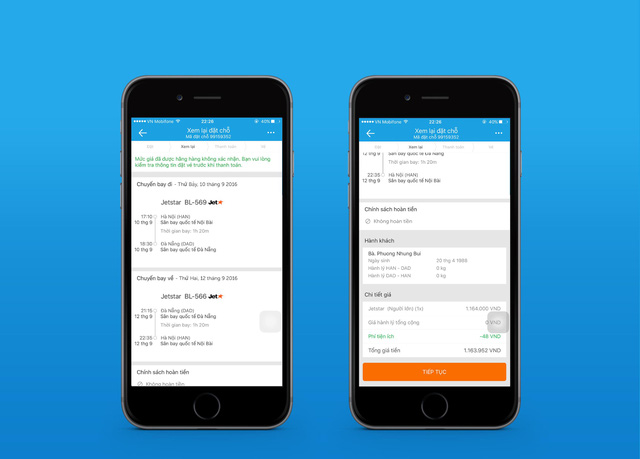 VN Mobifone 22:26 40%
Xem lại đặt chỗ
Mã đặt chỗ 99159352
Đặt Xem lại Thanh toán Vé
Mức giá đã được hãng hàng không xác nhận. Bạn vui lòng
kiểm tra thông tin đặt vé trước khi thanh toán.
Chuyến bay đi - Thứ Bảy, 10 tháng 9 2016
Jetstar BL-569 Jet
17:10 Hà Nội (HAN)
10 thg 9 Sân bay quốc tế Nội Bài
Thời gian bay: 1h 20m
18:30 Đà Nẵng (DAD)
10 thg 9 Sân bay quốc tế Đà Nẵng
Chuyến bay về - Thứ Hai, 12 tháng 9 2016
Jetstar BL-566 Jet
21:15 Đà Nẵng (DAD)
12 thg 9 Sân bay quốc tế Đà Nẵng
Thời gian bay: 1h 20m
22:35 Hà Nội (HAN)
12 thg 9 Sân bay quốc tế Nội Bài
Chính sách hoàn tiền
Không hoàn tiền
VN Mobifone 22:26 40%
Xem lại đặt chỗ
Mã đặt chỗ 99159352
Đặt Xem lại Thanh toán Vé
12 thg 9 Sân bay quốc tế Đà Nẵng
Thời gian bay: 1h 20m
22:35 Hà Nội (HAN)
12 thg 9 Sân bay quốc tế Nội Bài
Chính sách hoàn tiền
Không hoàn tiền
Hành khách
Bà. Phuong Nhung Bui
Ngày sinh 20 thg 4 1988
Hành lý HAN - DAD 0 kg
Hành lý DAD - HAN 0 kg
Chi tiết giá
Jetstar (Người lớn) (1x) 1.164.000 VND
Giá hành lý tổng cộng 0 VND
Phí tiện ích -48 VND
Tổng giá tiền 1.163.952 VND
TIẾP TỤC